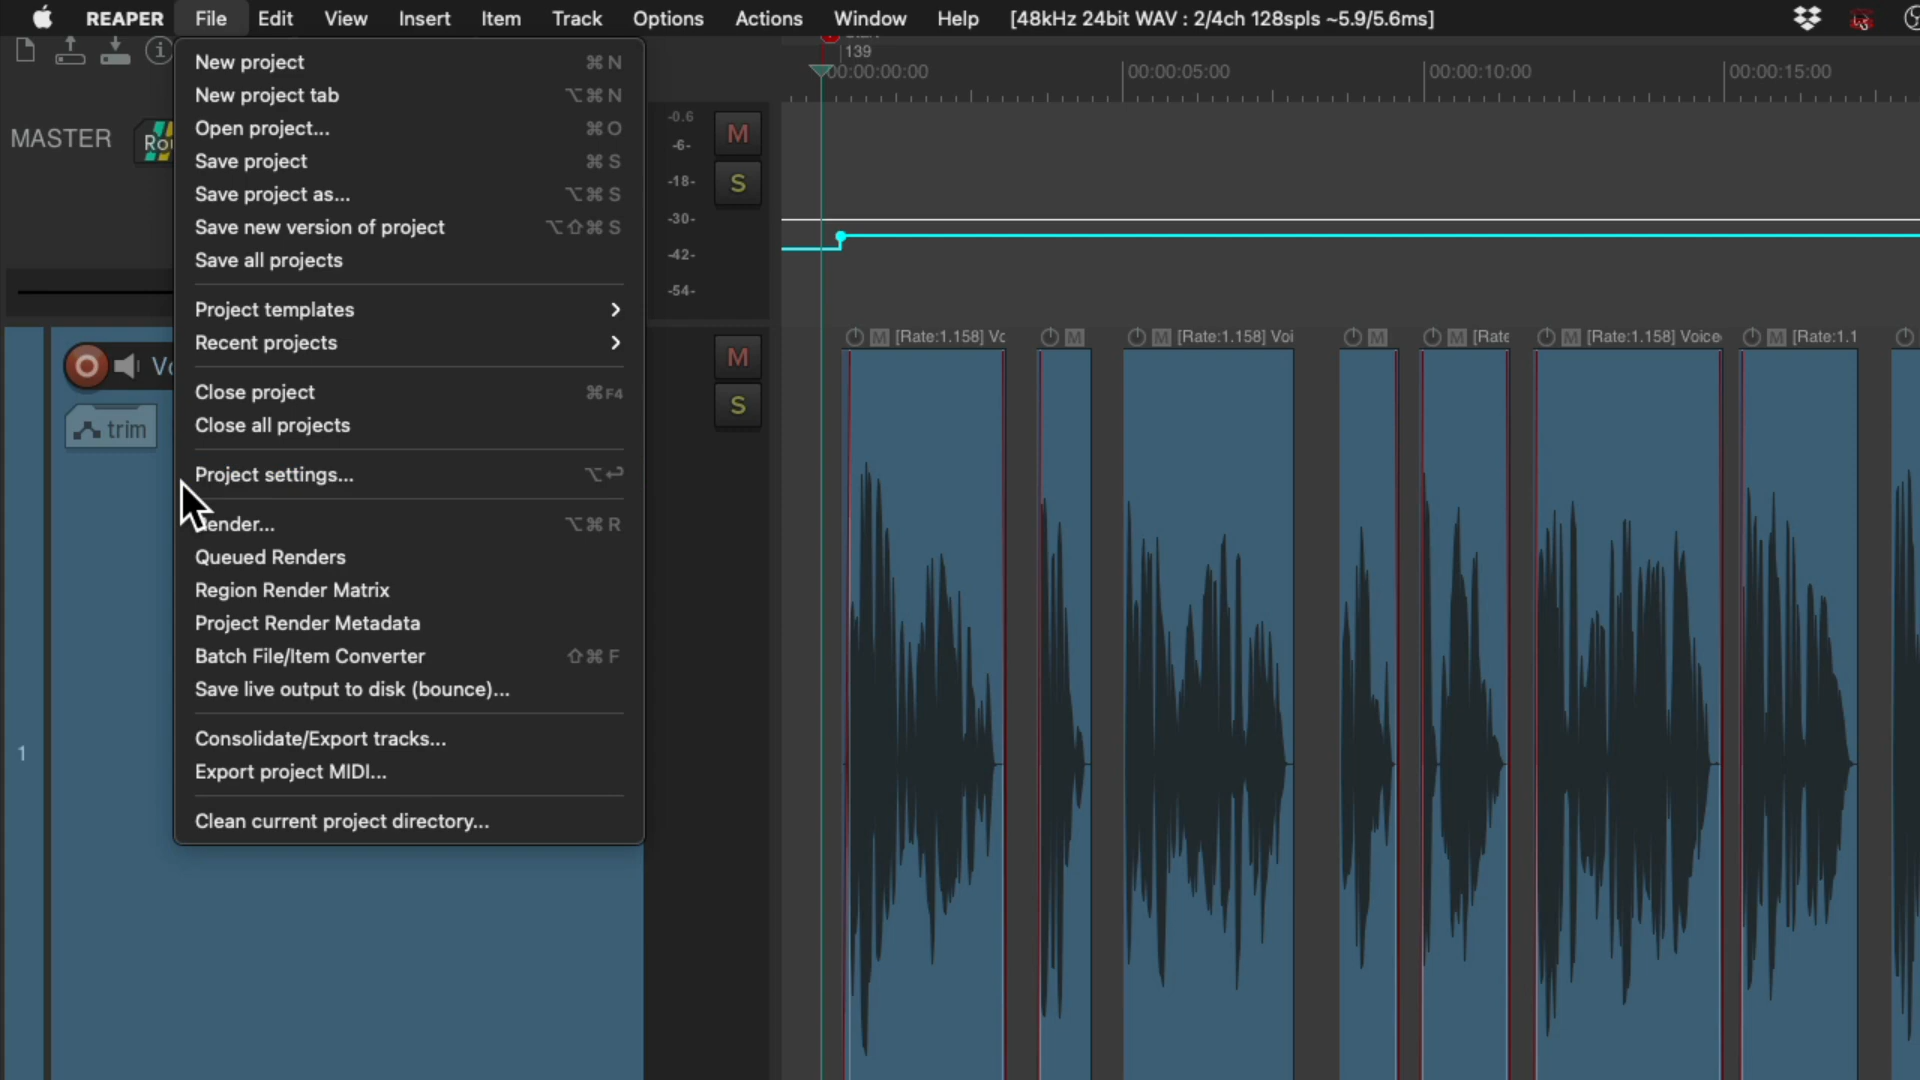 REAPER File Edit View Insert Item Track Options Actions Window Help [48kHz 24bit WAV : 2/4ch 128spls ~5.9/5.6ms]
139
00:00:00:00 00:00:05:00 00:00:10:00 00:00:15:00
New project ⌘ N
New project tab ⌥ ⌘ N
Open project... ⌘ O
Save project ⌘ S
Save project as... ⌥ ⌘ S
Save new version of project ⌥ ⇧ ⌘ S
Save all projects
Project templates
Recent projects
Close project ⌘ F4
Close all projects
Project settings... ⌥ ↩
ender... ⌥ ⌘ R
Queued Renders
Region Render Matrix
Project Render Metadata
Batch File/Item Converter ⇧ ⌘ F
Save live output to disk (bounce)...
Consolidate/Export tracks...
Export project MIDI...
Clean current project directory...
MASTER Rou
-0.6
-6-
-18-
-30-
-42-
-54-
M
S
Vo
trim
1
M
S
M [Rate:1.158] Vo M M [Rate:1.158] Voi M M [Rate M [Rate:1.158] Voice M [Rate:1.1